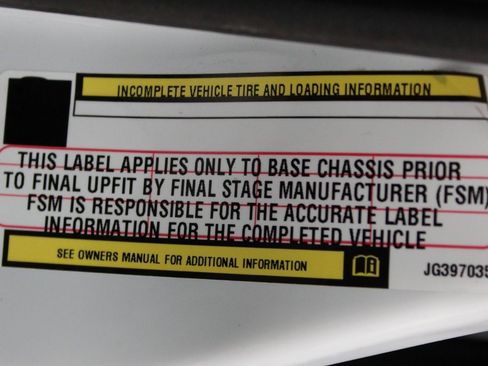 INCOMPLETE VEHICLE TIRE AND LOADING INFORMATION
THIS LABEL APPLIES ONLY TO BASE CHASSIS PRIOR
TO FINAL UPFIT BY FINAL STAGE MANUFACTURER (FSM)
FSM IS RESPONSIBLE FOR THE ACCURATE LABEL
INFORMATION FOR THE COMPLETED VEHICLE
SEE OWNERS MANUAL FOR ADDITIONAL INFORMATION
JG397035